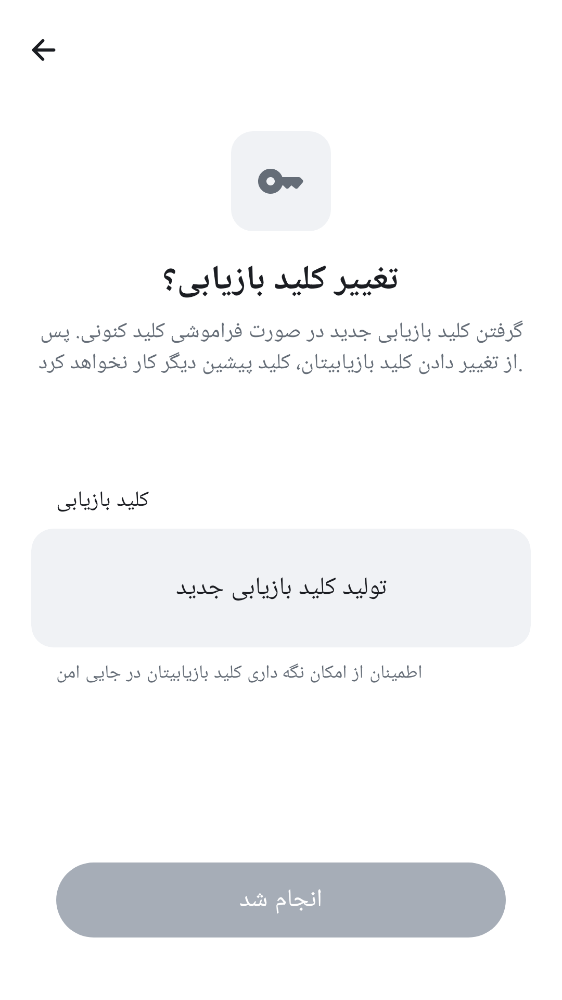 تغییر کلید بازیابی؟
گرفتن کلید بازیابی جدید در صورت فراموشی کلید کنونی. پس
از تغییر دادن کلید بازیابیتان، کلید پیشین دیگر کار نخواهد کرد.
کلید بازیابی
تولید کلید بازیابی جدید
اطمینان از امکان نگه داری کلید بازیابیتان در جایی امن
انجام شد